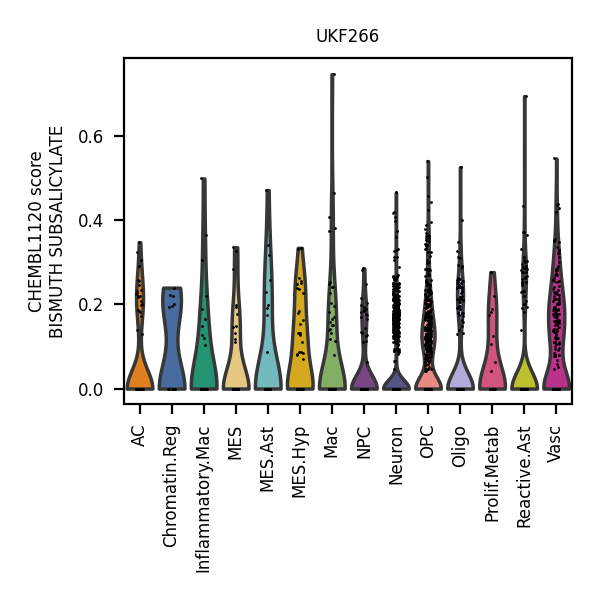 UKF266
CHEMBL1120 score
BISMUTH SUBSALICYLATE
0.6
0.4
0.2
0.0
AC
Chromatin.Reg
Inflammatory.Mac
MES
MES.Ast
MES.Hyp
Mac
NPC
Neuron
OPC
Oligo
Prolif.Metab
Reactive.Ast
Vasc